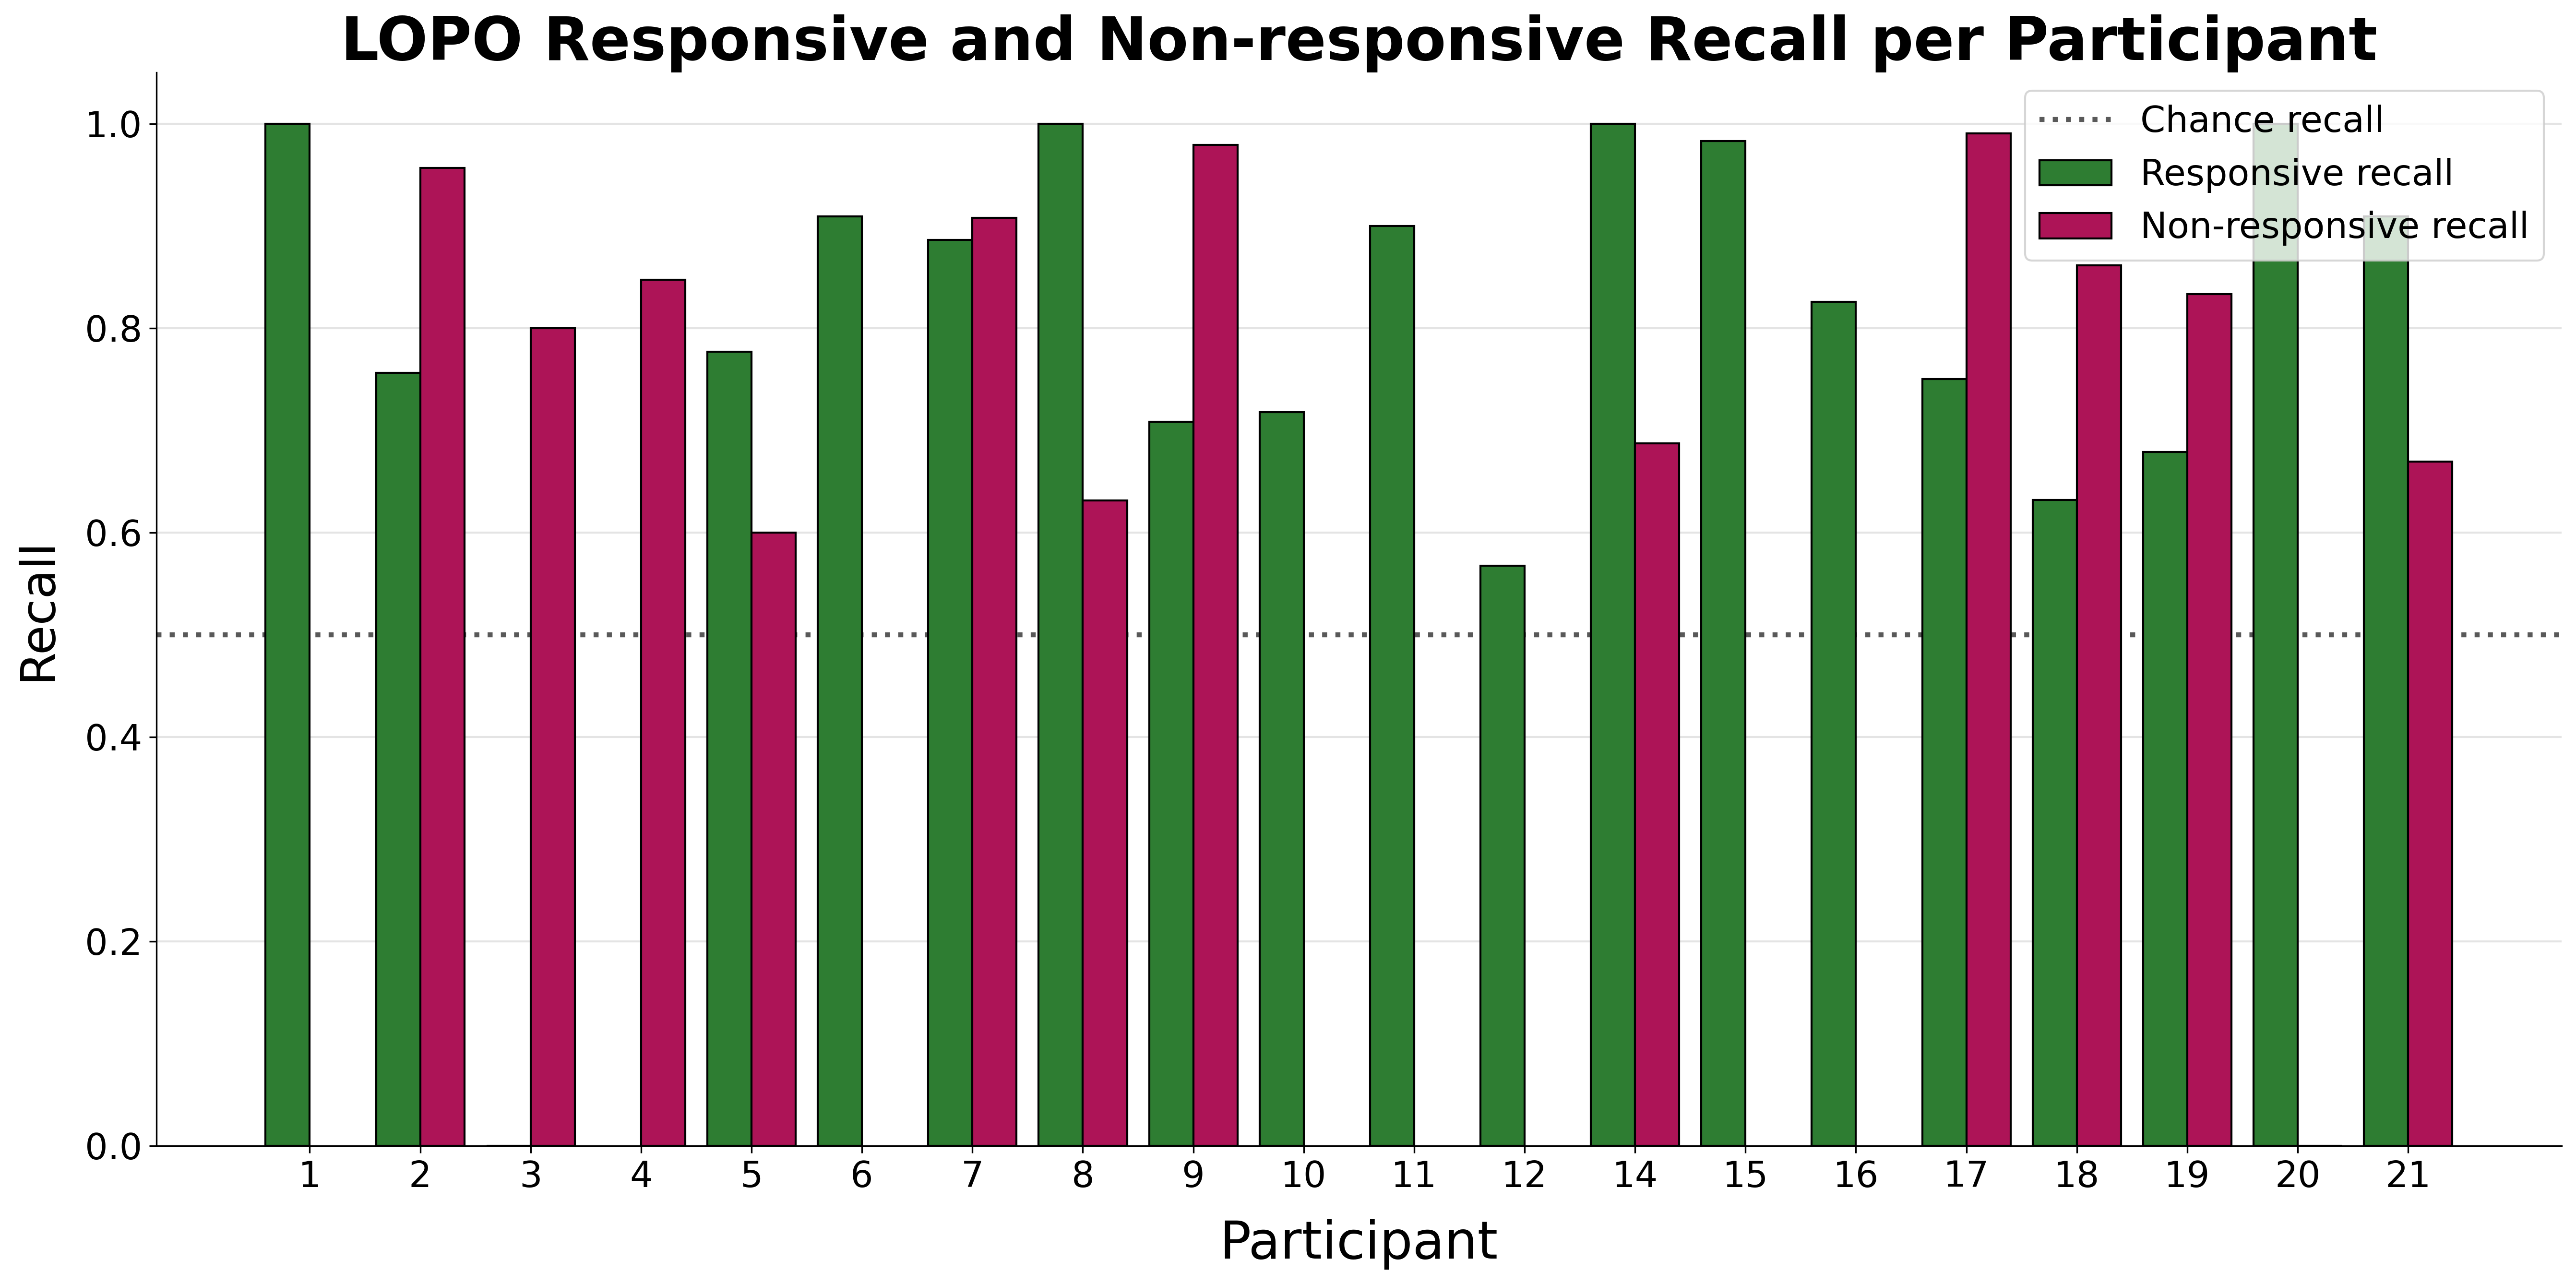 LOPO Responsive and Non-responsive Recall per Participant
Chance recall
Responsive recall
Non-responsive recall
1.0
0.8
0.6
0.4
0.2
0.0
Recall
1 2 3 4 5 6 7 8 9 10 11 12 14 15 16 17 18 19 20 21
Participant